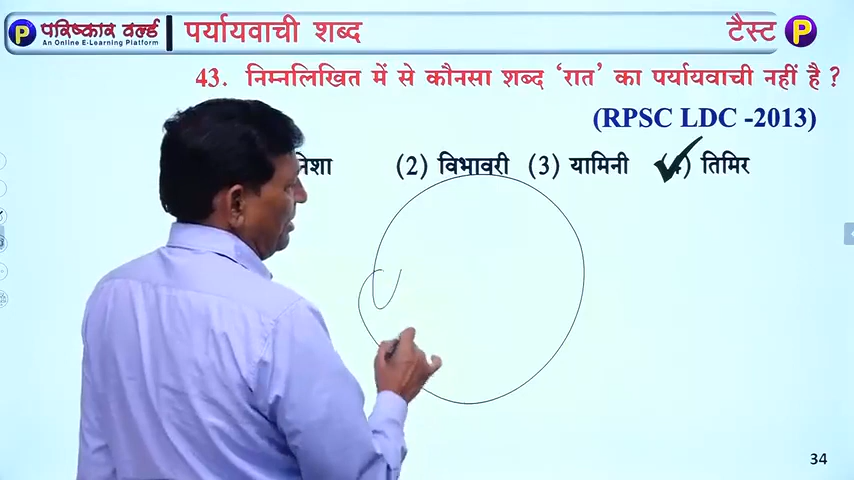 P परिष्कार वर्ल्ड
An Online E-Learning Platform
पर्यायवाची शब्द
टैस्ट P
43. निम्नलिखित में से कौनसा शब्द ‘रात’ का पर्यायवाची नहीं है ?
(RPSC LDC -2013)
निशा (2) विभावरी (3) यामिनी (4) तिमिर
34